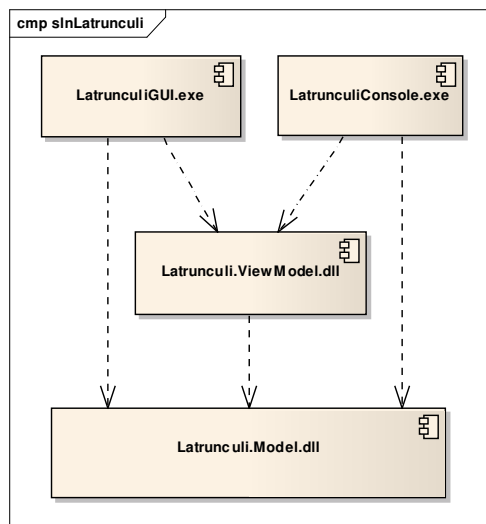 cmp slnLatrunculi
LatrunculiGUI.exe
LatrunculiConsole.exe
Latrunculi.ViewModel.dll
Latrunculi.Model.dll